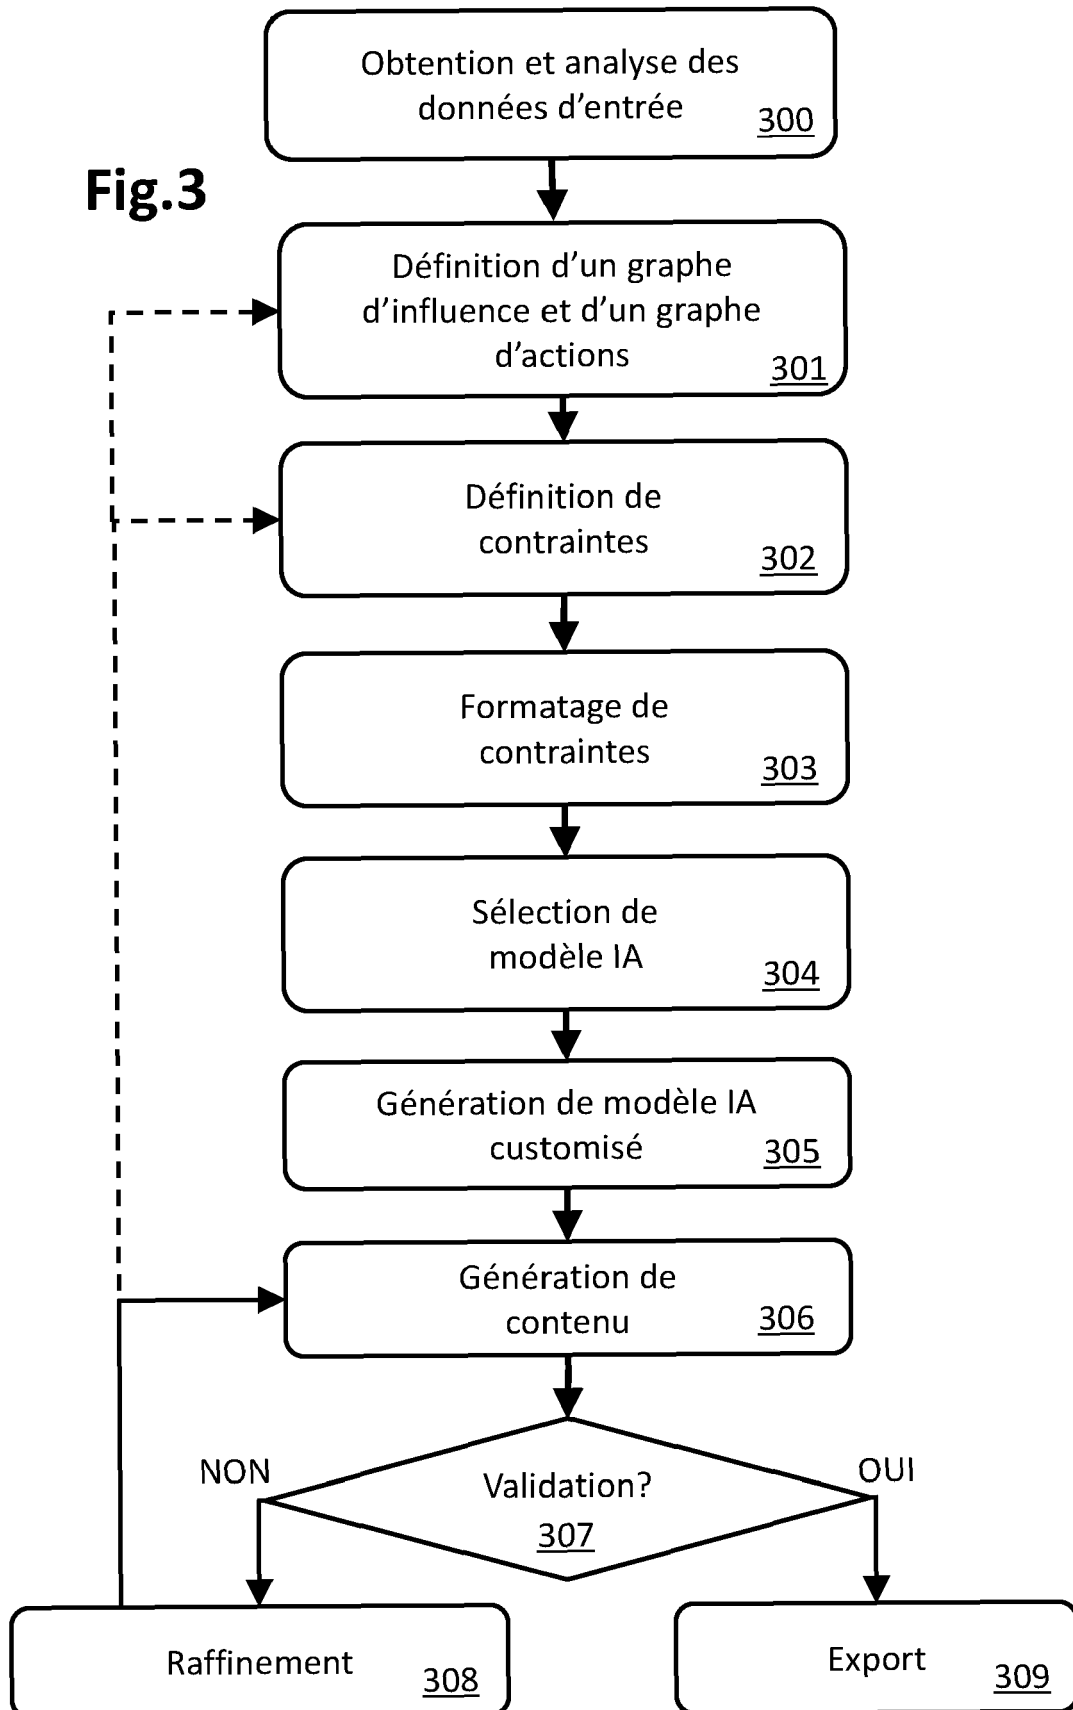 Obtention et analyse des
données d'entrée
300
Fig.3
Définition d'un graphe
d'influence et d'un graphe
d'actions
301
Définition de
contraintes
302
Formatage de
contraintes
303
Sélection de
modèle IA
304
Génération de modèle IA
customisé
305
Génération de
contenu
306
NON
Validation?
OUI
307
Raffinement
308
Export
309